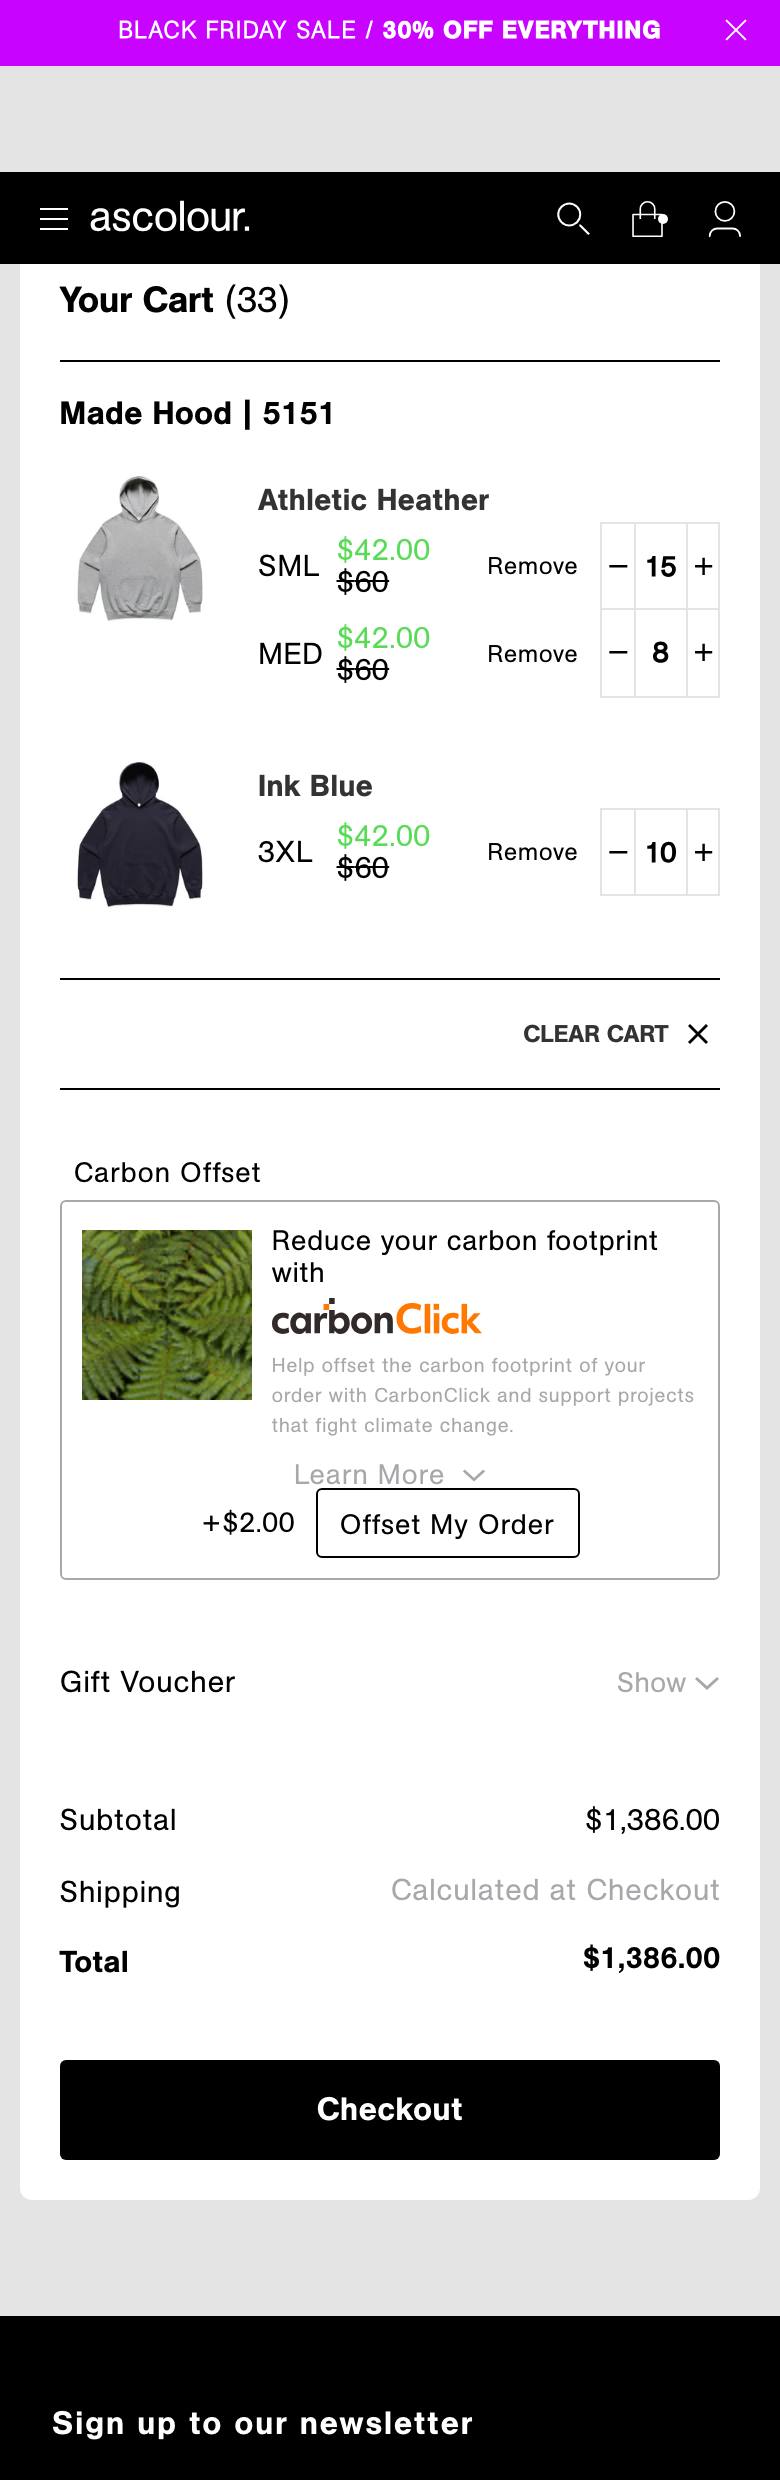 BLACK FRIDAY SALE / 30% OFF EVERYTHING
ascolour.
Your Cart (33)
Made Hood | 5151
Athletic Heather
SML $42.00 $60 Remove − 15 +
MED $42.00 $60 Remove − 8 +
Ink Blue
3XL $42.00 $60 Remove − 10 +
CLEAR CART
Carbon Offset
Reduce your carbon footprint
with
carbonClick
Help offset the carbon footprint of your
order with CarbonClick and support projects
that fight climate change.
Learn More
+$2.00 Offset My Order
Gift Voucher Show
Subtotal $1,386.00
Shipping Calculated at Checkout
Total $1,386.00
Checkout
Sign up to our newsletter